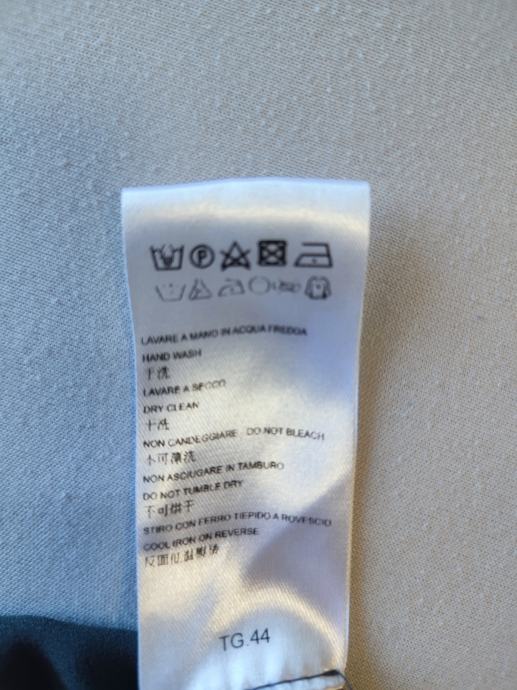 LAVARE A MANO IN ACQUA FREDDA
HAND WASH
LAVARE A SECCO
DRY CLEAN
干洗
NON CANDEGGIARE DO NOT BLEACH
不可漂洗
NON ASCIUGARE IN TAMBURO
DO NOT TUMBLE DRY
不可烘干
STIRO CON FERRO TIEPIDO A ROVESCIO
COOL IRON ON REVERSE
反面低温熨烫
TG.44